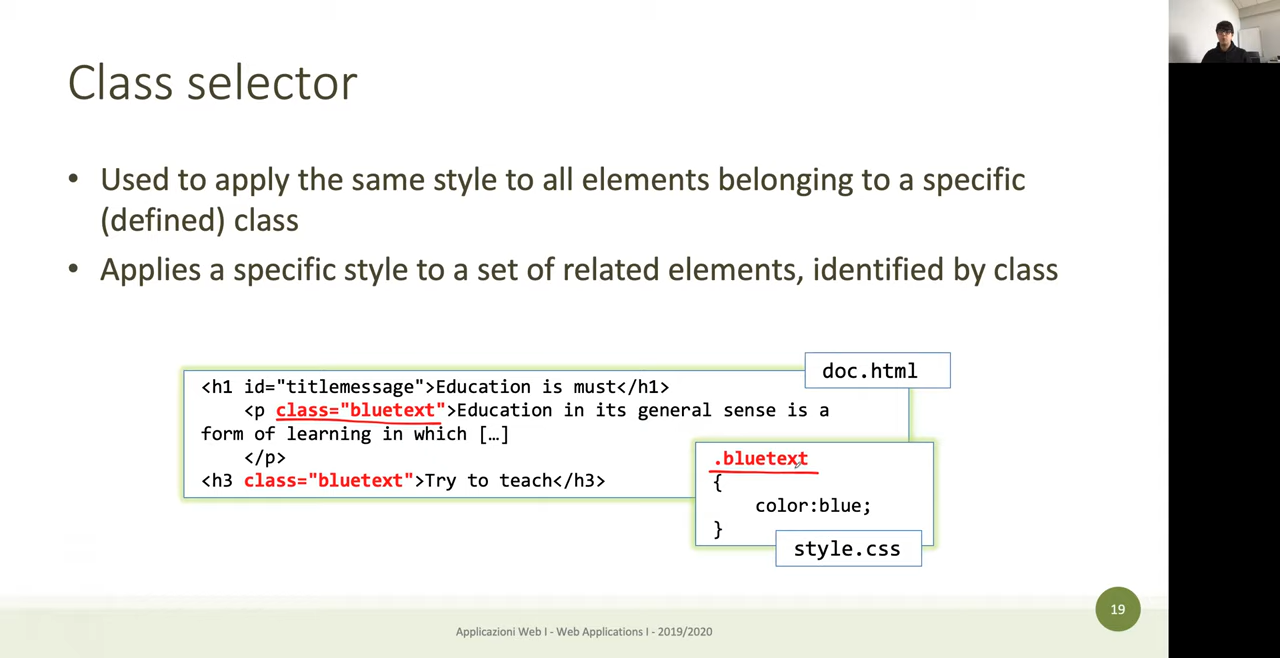 Class selector
• Used to apply the same style to all elements belonging to a specific
(defined) class
• Applies a specific style to a set of related elements, identified by class
doc.html
<h1 id="titlemessage">Education is must</h1>
<p class="bluetext">Education in its general sense is a
form of learning in which […]
</p>
<h3 class="bluetext">Try to teach</h3>
.bluetext
{
color:blue;
}
style.css
19
Applicazioni Web I - Web Applications I - 2019/2020